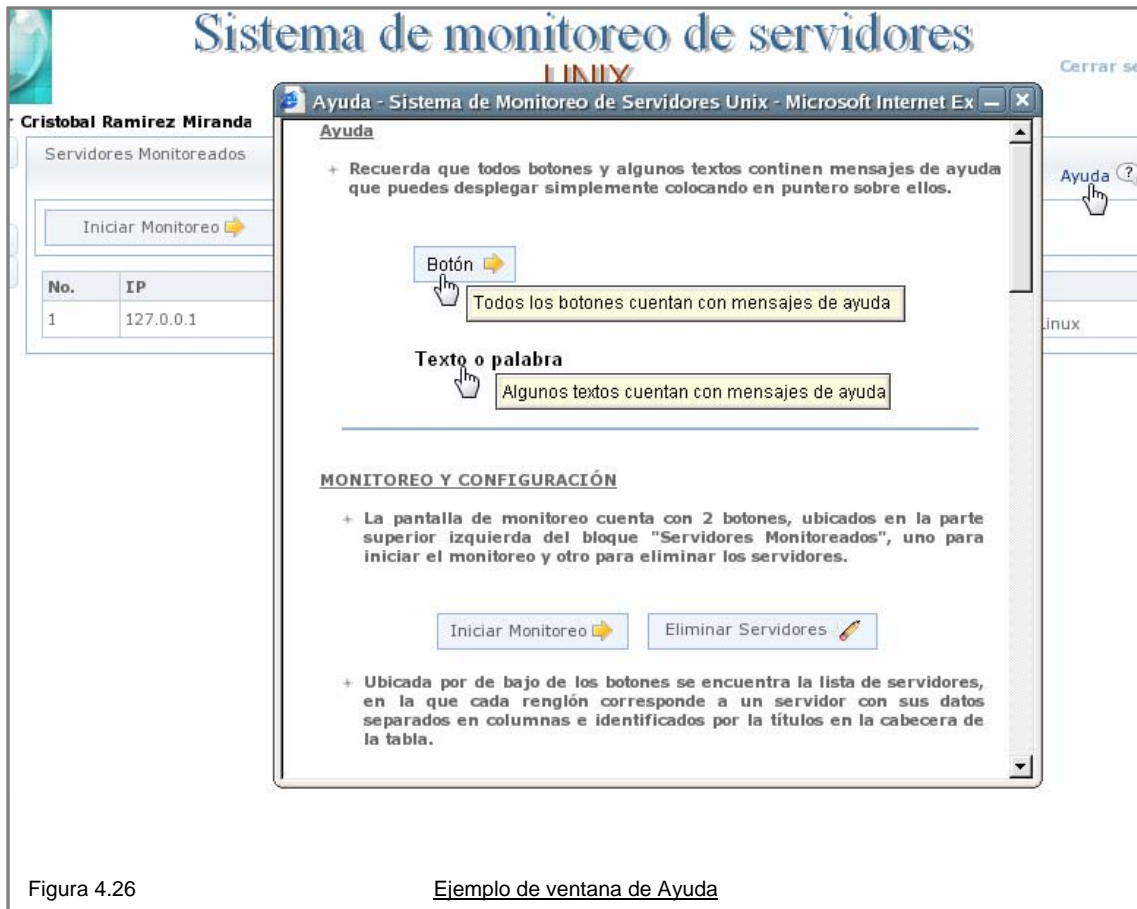 Sistema de monitoreo de servidores
UNIX
Cerrar se
Cristobal Ramirez Miranda
Servidores Monitoreados
Ayuda ?
Iniciar Monitoreo
No. IP
1 127.0.0.1
Linux
Ayuda - Sistema de Monitoreo de Servidores Unix - Microsoft Internet Ex
Ayuda
+ Recuerda que todos botones y algunos textos continen mensajes de ayuda
que puedes desplegar simplemente colocando en puntero sobre ellos.
Botón
Todos los botones cuentan con mensajes de ayuda
Texto o palabra
Algunos textos cuentan con mensajes de ayuda
MONITOREO Y CONFIGURACIÓN
+ La pantalla de monitoreo cuenta con 2 botones, ubicados en la parte
superior izquierda del bloque "Servidores Monitoreados", uno para
iniciar el monitoreo y otro para eliminar los servidores.
Iniciar Monitoreo
Eliminar Servidores
+ Ubicada por de bajo de los botones se encuentra la lista de servidores,
en la que cada renglón corresponde a un servidor con sus datos
separados en columnas e identificados por la títulos en la cabecera de
la tabla.
Figura 4.26
Ejemplo de ventana de Ayuda